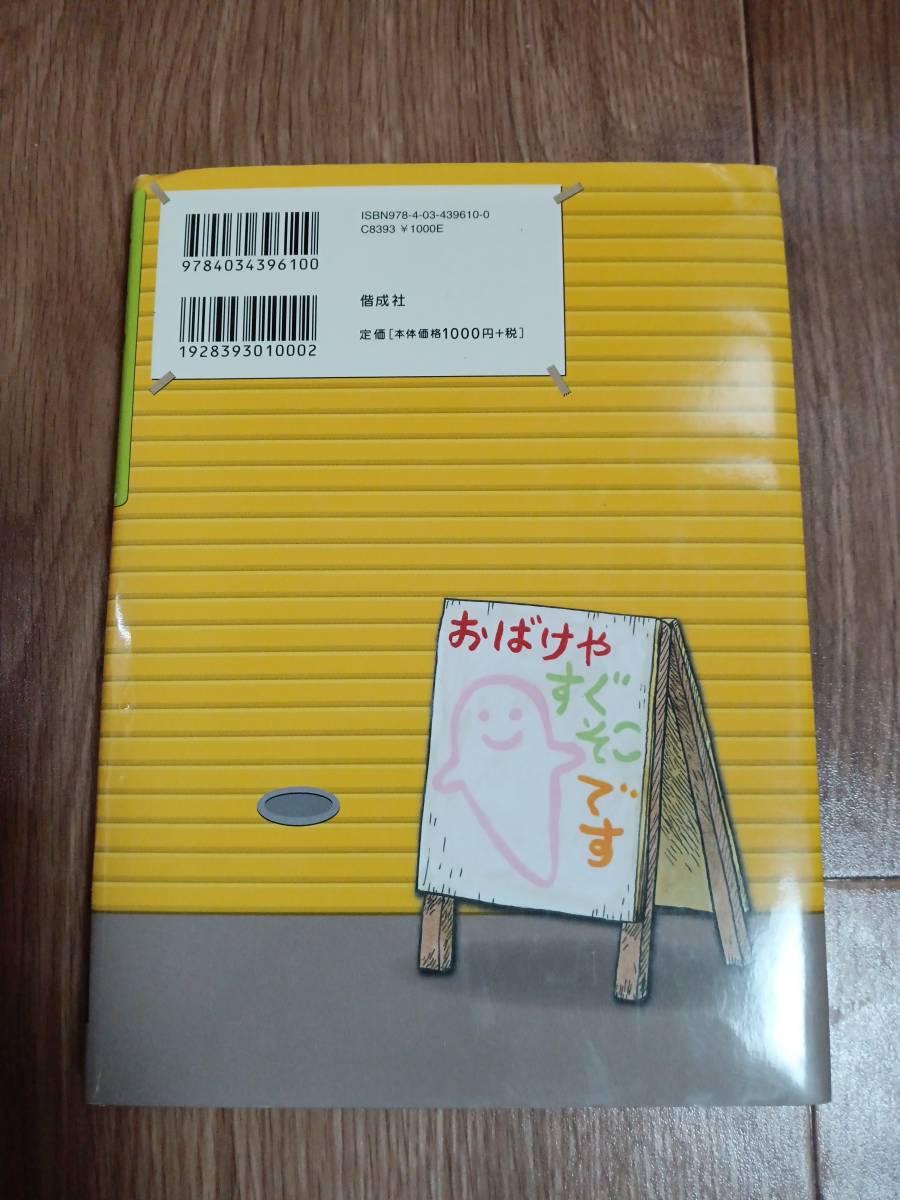 ISBN978-4-03-439610-0
C8393 ￥1000E
9784034396100
偕成社
定価[本体価格1000円+税]
1928393010002
おばけや
すぐ
そこ
です